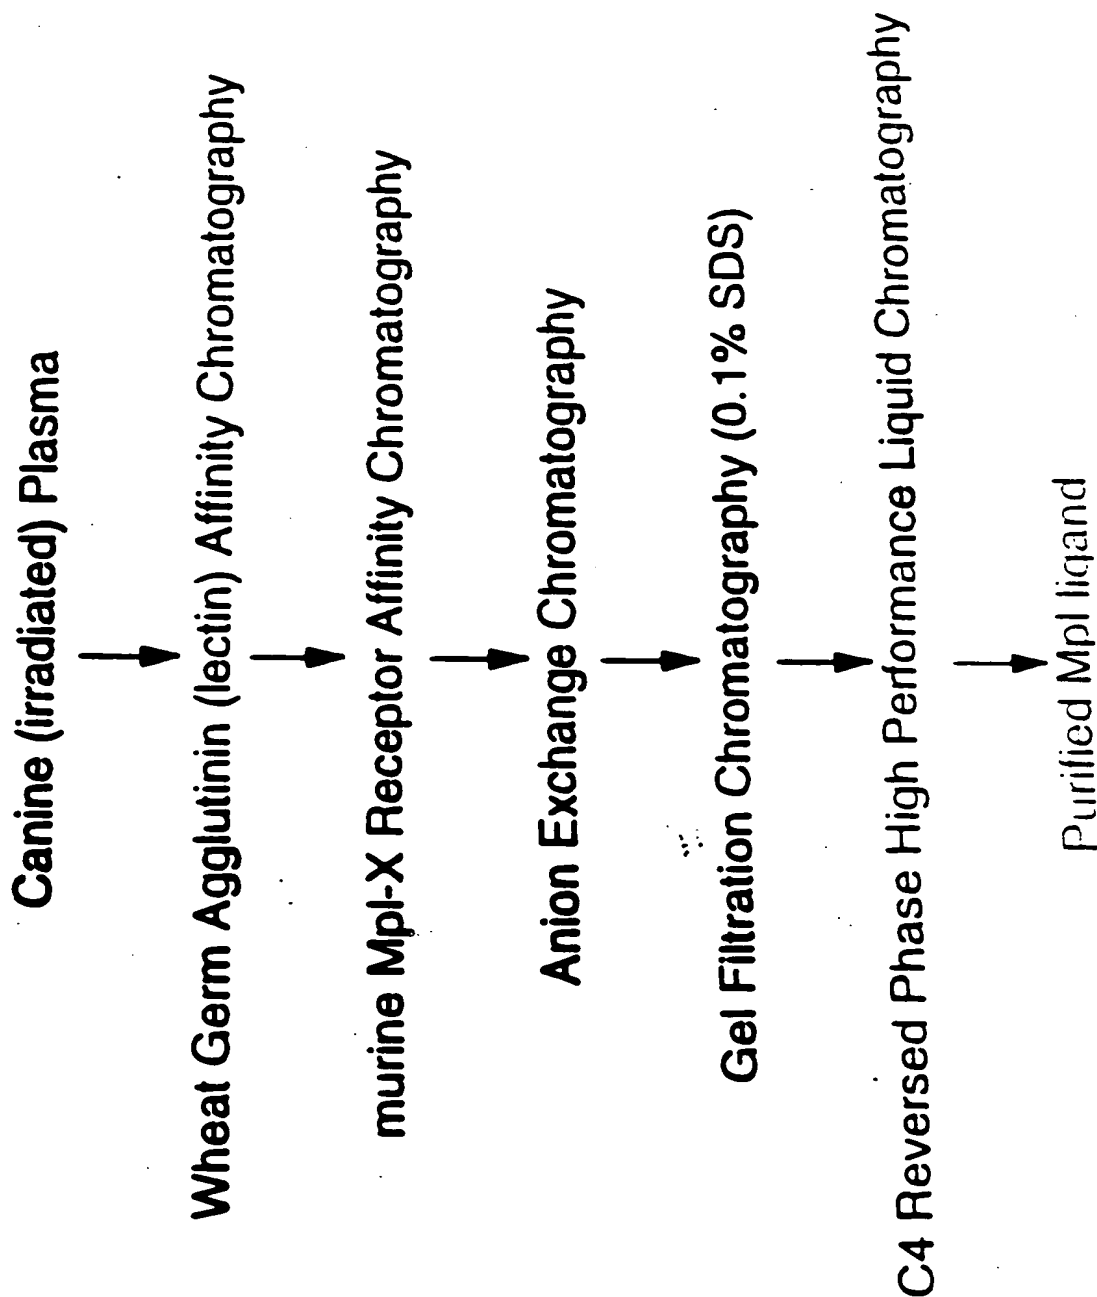 Canine (irradiated) Plasma
Wheat Germ Agglutinin (lectin) Affinity Chromatography
murine Mpl-X Receptor Affinity Chromatography
Anion Exchange Chromatography
Gel Filtration Chromatography (0.1% SDS)
C4 Reversed Phase High Performance Liquid Chromatography
Purified Mpl ligand